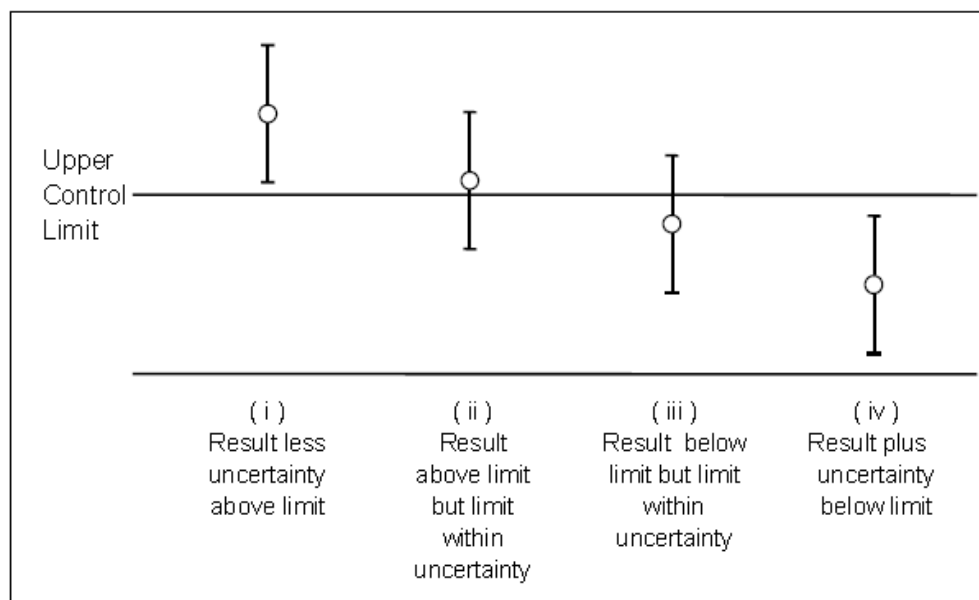 Upper
Control
Limit
( i )
Result less
uncertainty
above limit
( ii )
Result
above limit
but limit
within
uncertainty
( iii )
Result below
limit but limit
within
uncertainty
(iv)
Result plus
uncertainty
below limit